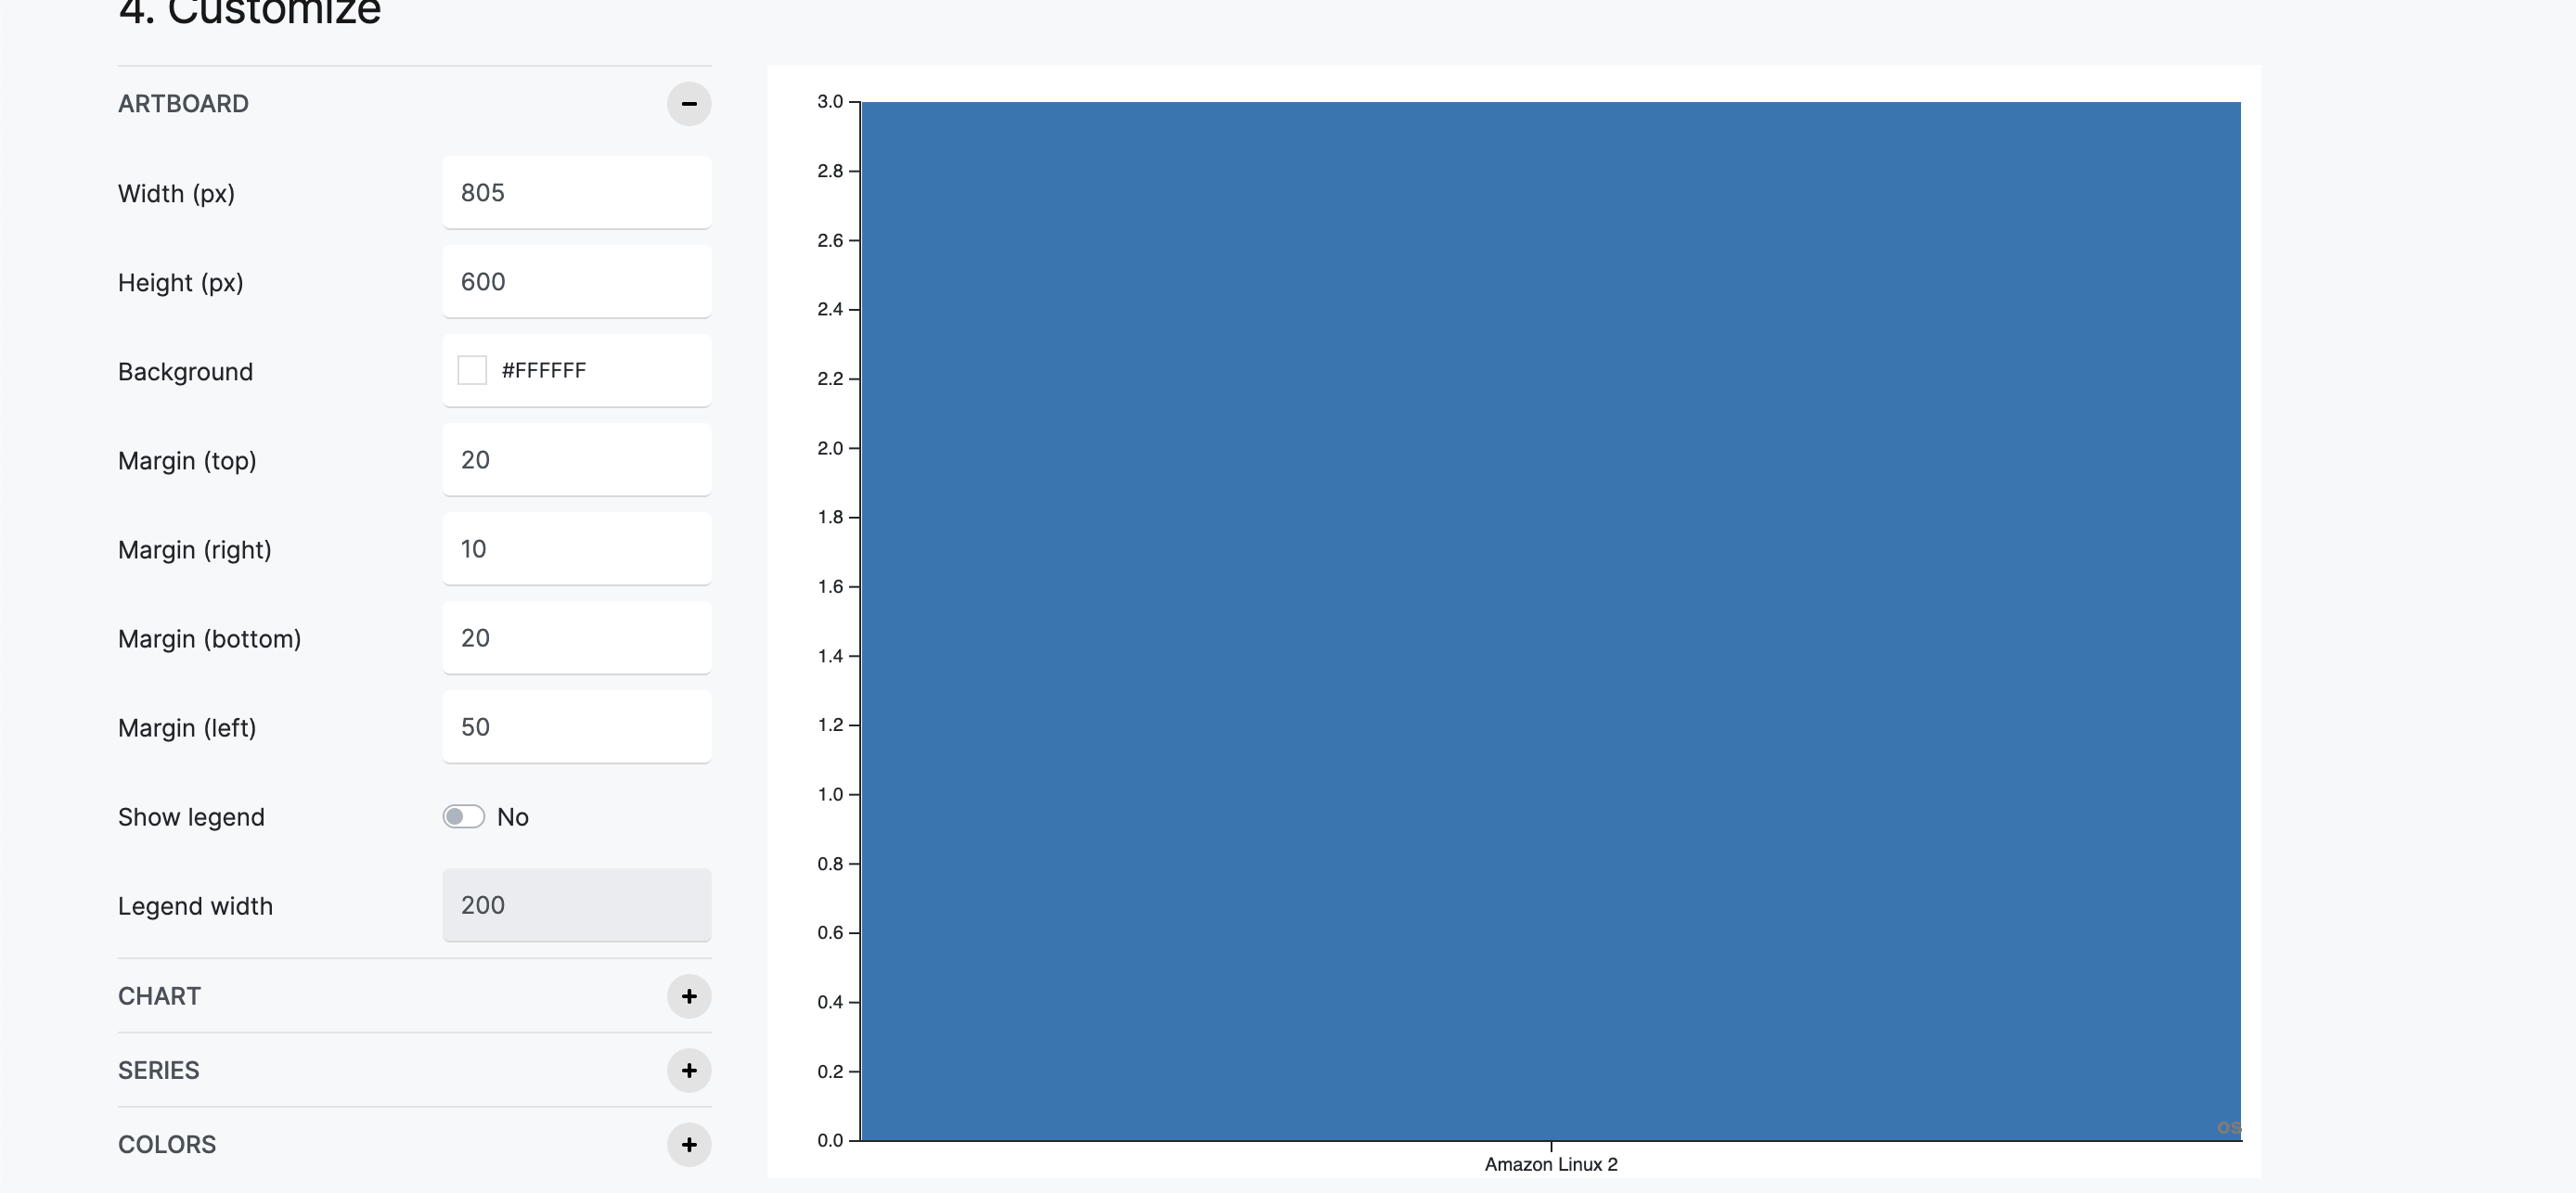 4. Customize
ARTBOARD
Width (px)
805
Height (px)
600
Background
#FFFFFF
Margin (top)
20
Margin (right)
10
Margin (bottom)
20
Margin (left)
50
Show legend
No
Legend width
200
CHART
SERIES
COLORS
3.0
2.8
2.6
2.4
2.2
2.0
1.8
1.6
1.4
1.2
1.0
0.8
0.6
0.4
0.2
0.0
os
Amazon Linux 2